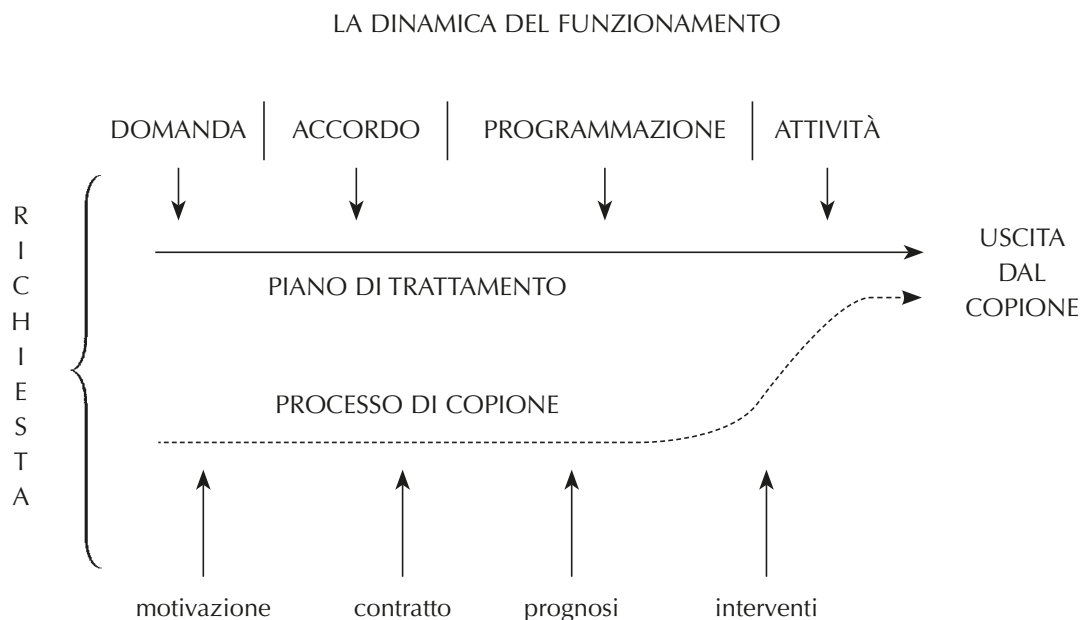 LA DINAMICA DEL FUNZIONAMENTO
DOMANDA ACCORDO PROGRAMMAZIONE ATTIVITÀ
RICHIESTA
PIANO DI TRATTAMENTO
USCITA
DAL
COPIONE
PROCESSO DI COPIONE
motivazione contratto prognosi interventi